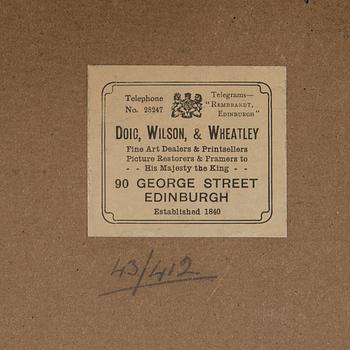 Telephone
No. 28247.
Telegrams—
"REMBRANDT,
EDINBURGH"
DOIG, WILSON, & WHEATLEY
Fine Art Dealers & Printsellers
Picture Restorers & Framers to
- - His Majesty the King - -
90 GEORGE STREET
EDINBURGH
Established 1840
43/412.